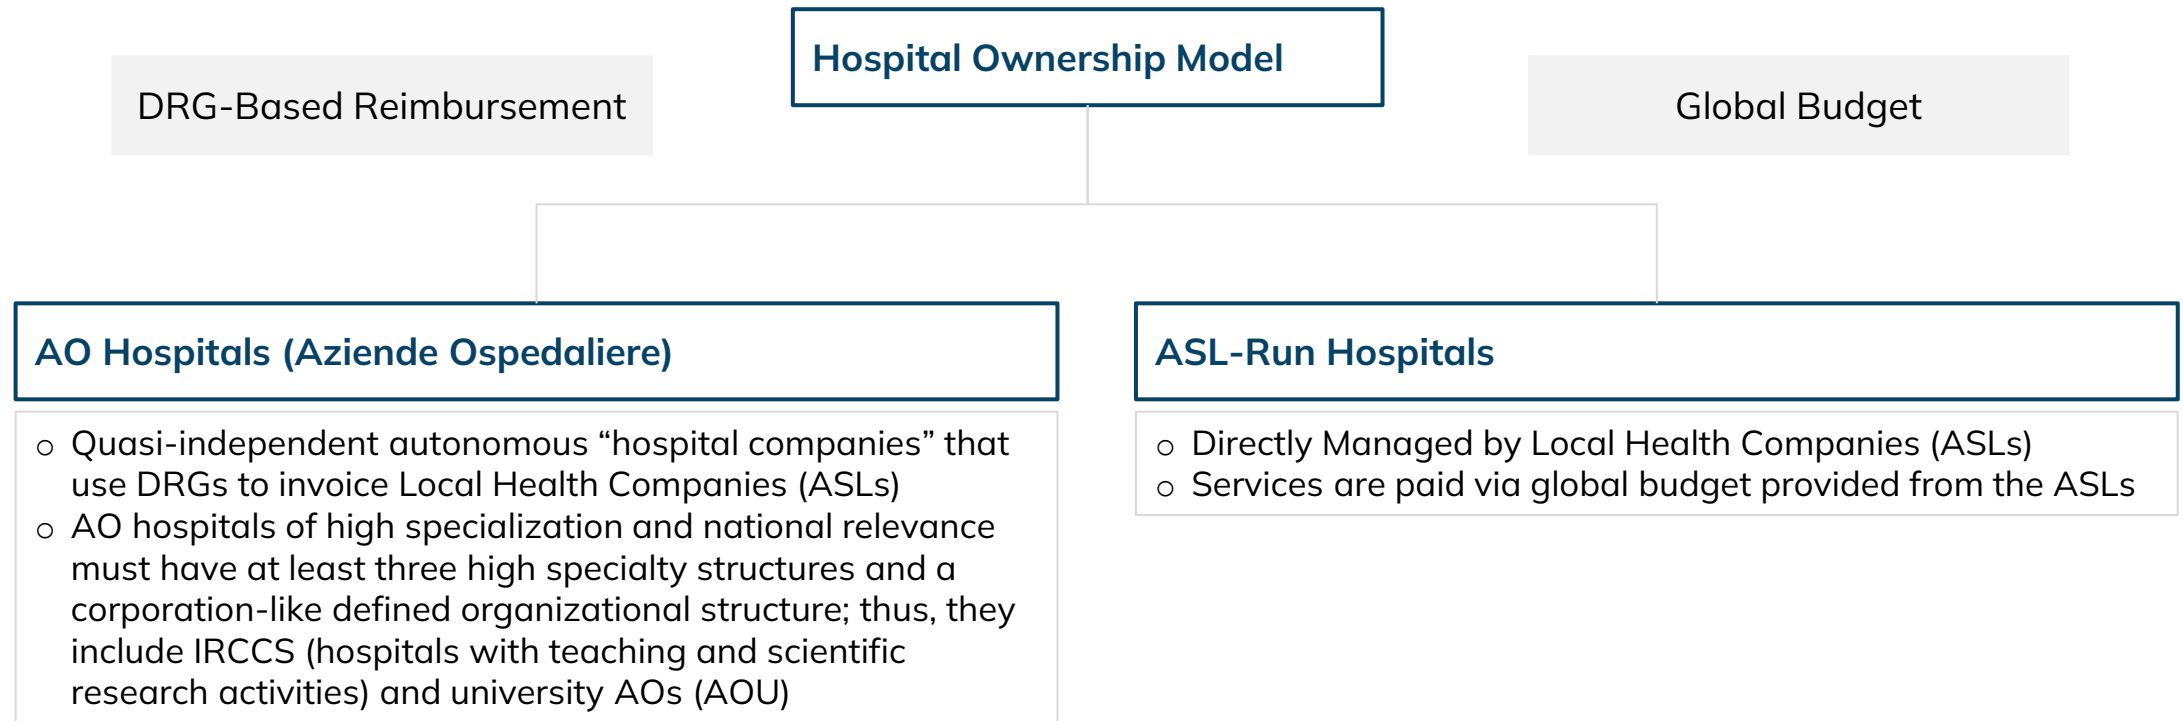 Hospital Ownership Model
DRG-Based Reimbursement
Global Budget
AO Hospitals (Aziende Ospedaliere)
○ Quasi-independent autonomous “hospital companies” that
use DRGs to invoice Local Health Companies (ASLs)
○ AO hospitals of high specialization and national relevance
must have at least three high specialty structures and a
corporation-like defined organizational structure; thus, they
include IRCCS (hospitals with teaching and scientific
research activities) and university AOs (AOU)
ASL-Run Hospitals
○ Directly Managed by Local Health Companies (ASLs)
○ Services are paid via global budget provided from the ASLs